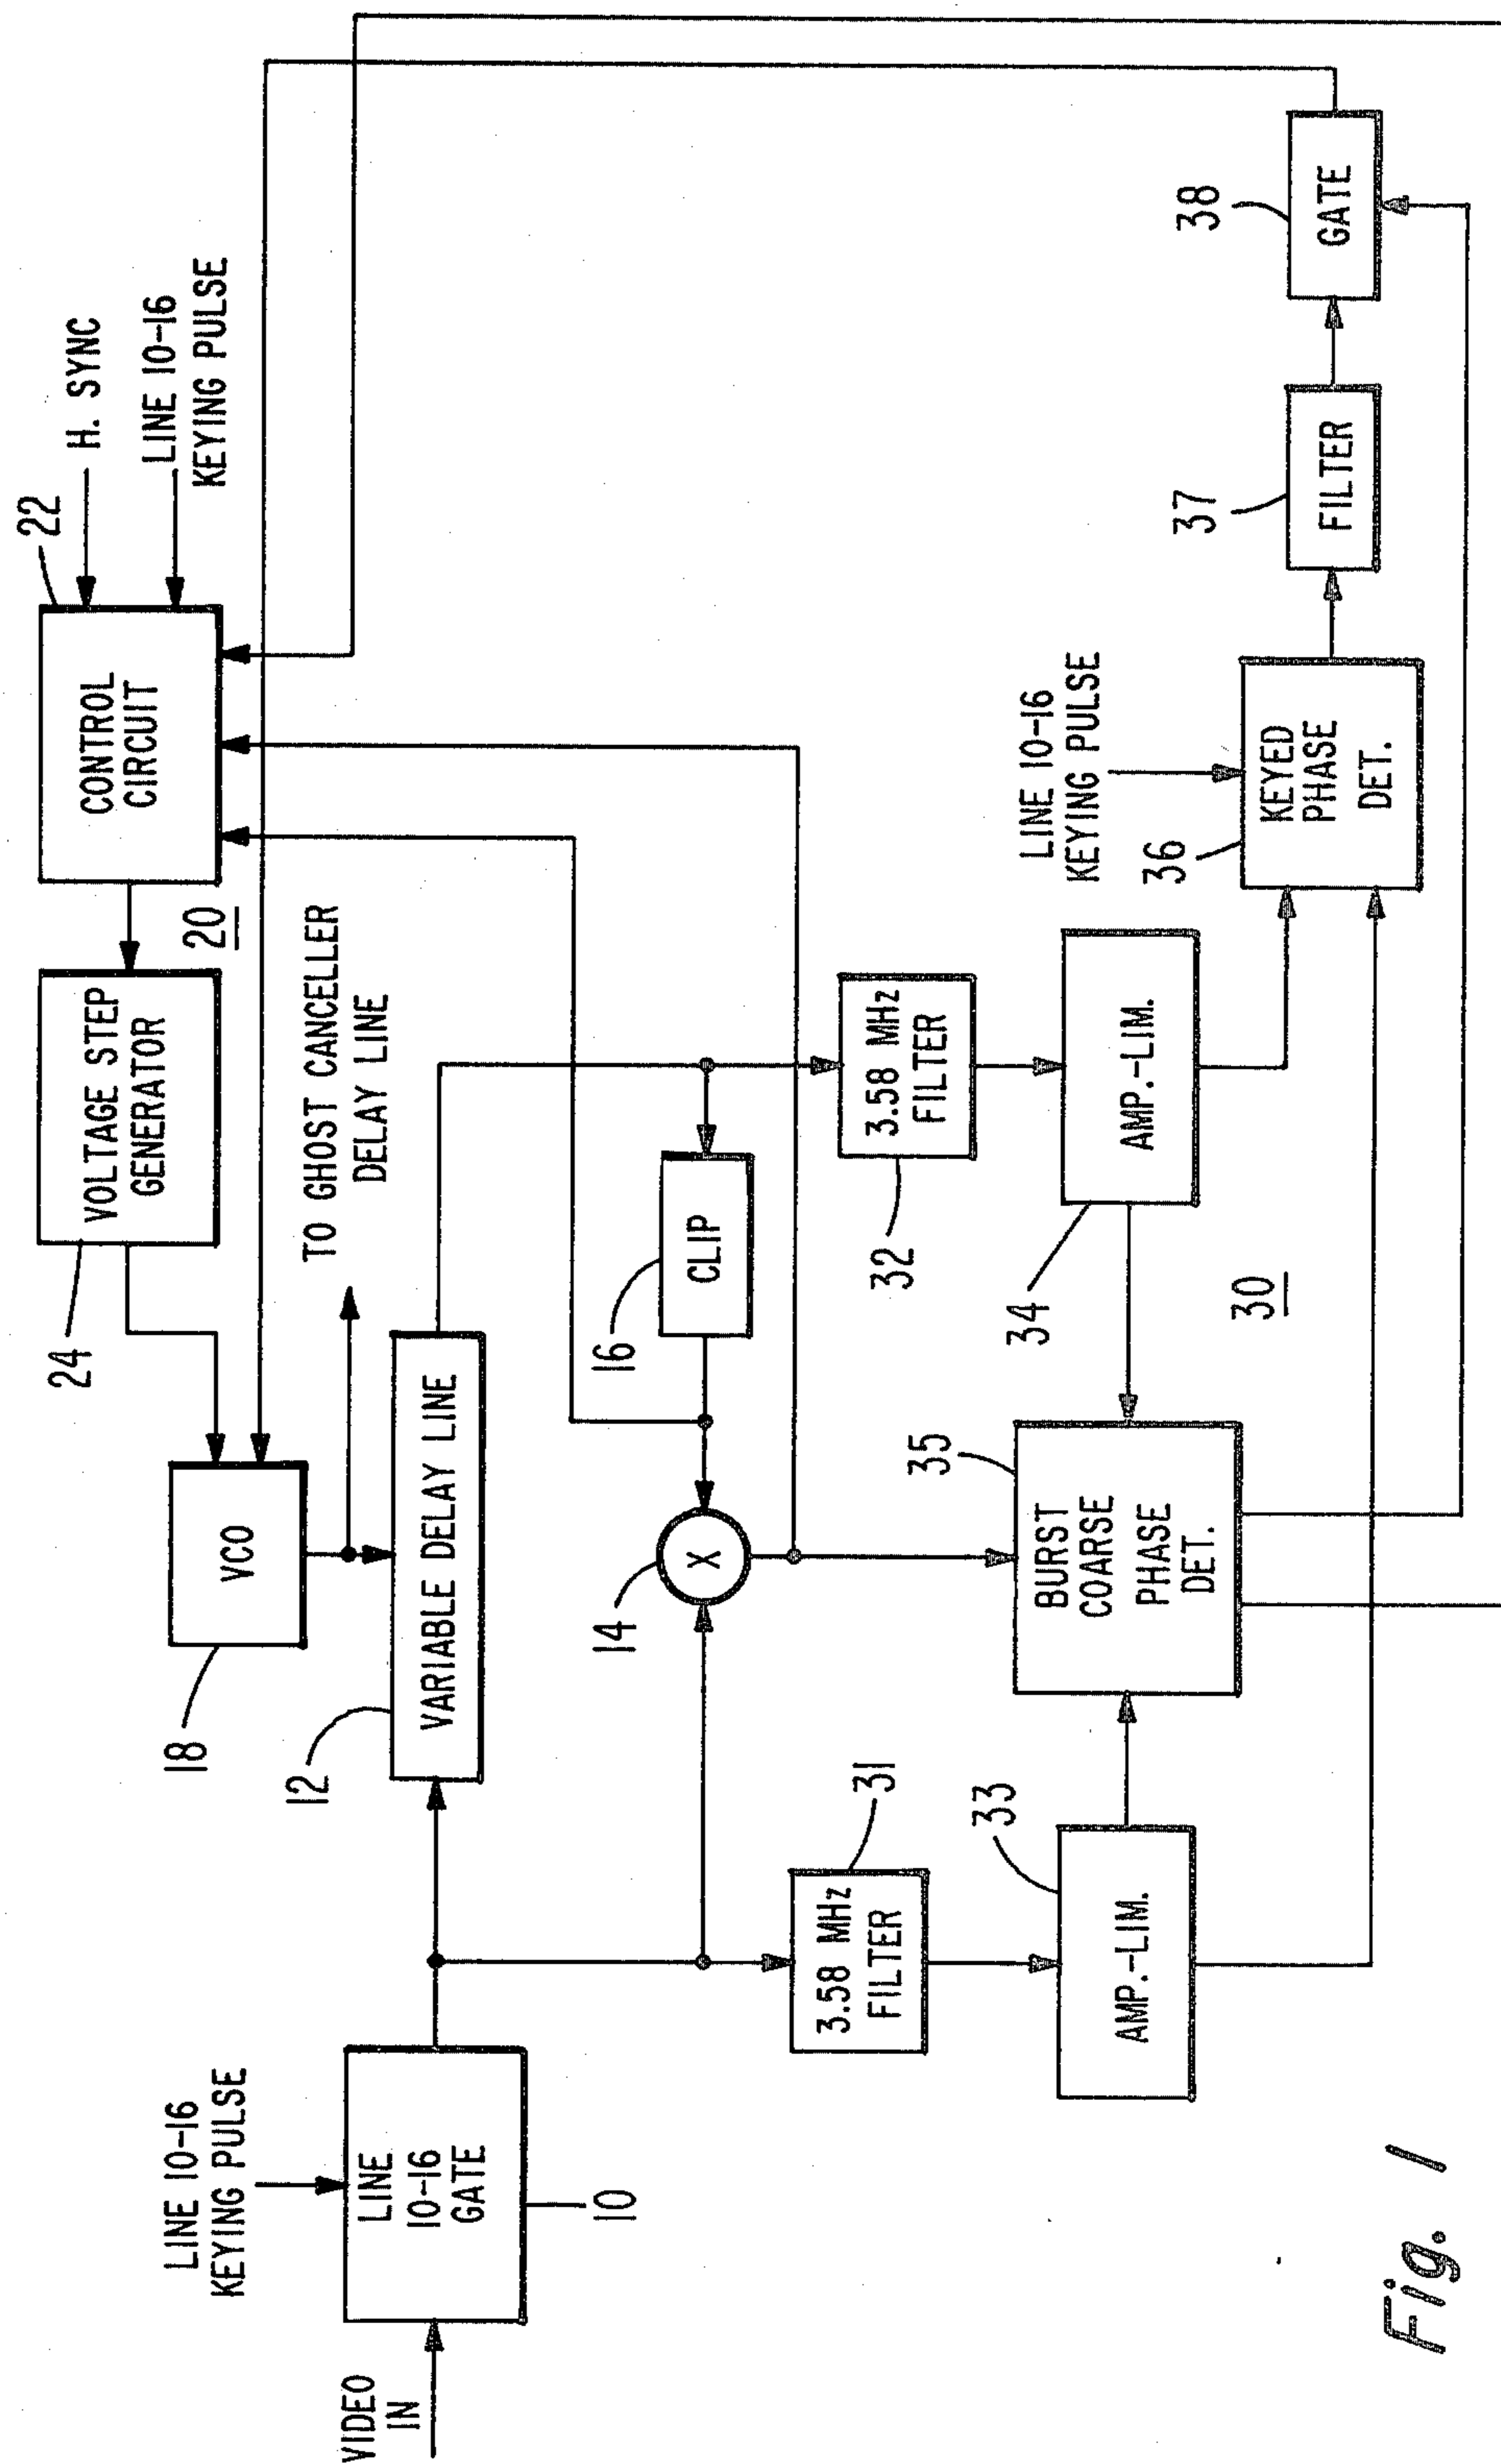 VIDEO
IN
LINE 10-16
KEYING PULSE
LINE
10-16
GATE
10
18
VCO
24
VOLTAGE STEP
GENERATOR
20
22
CONTROL
CIRCUIT
H. SYNC
LINE 10-16
KEYING PULSE
TO GHOST CANCELLER
DELAY LINE
12
VARIABLE DELAY LINE
14
X
16
CLIP
31
3.58 MHz
FILTER
32
3.58 MHz
FILTER
33
AMP.-LIM.
34
AMP.-LIM.
30
35
BURST
COARSE
PHASE
DET.
LINE 10-16
KEYING PULSE
36
KEYED
PHASE
DET.
37
FILTER
38
GATE
Fig. 1